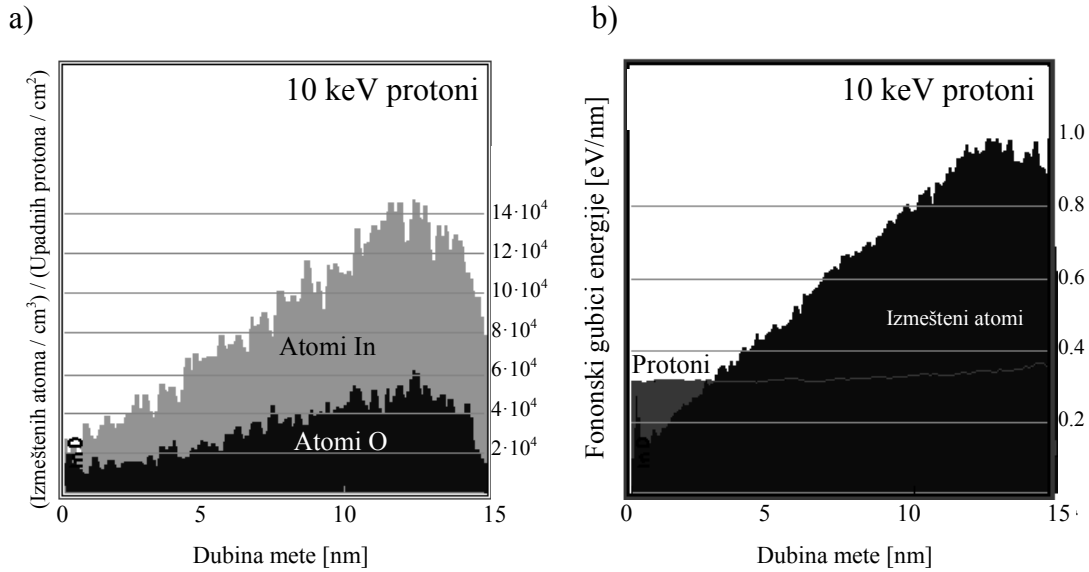 a)
10 keV protoni
(Izmeštenih atoma / cm³) / (Upadnih protona / cm²)
14·10⁴
12·10⁴
10·10⁴
8·10⁴
6·10⁴
4·10⁴
2·10⁴
Atomi In
Atomi O
0
5
10
15
Dubina mete [nm]
b)
10 keV protoni
Fononski gubici energije [eV/nm]
1.0
0.8
0.6
0.4
0.2
Izmešteni atomi
Protoni
0
5
10
15
Dubina mete [nm]